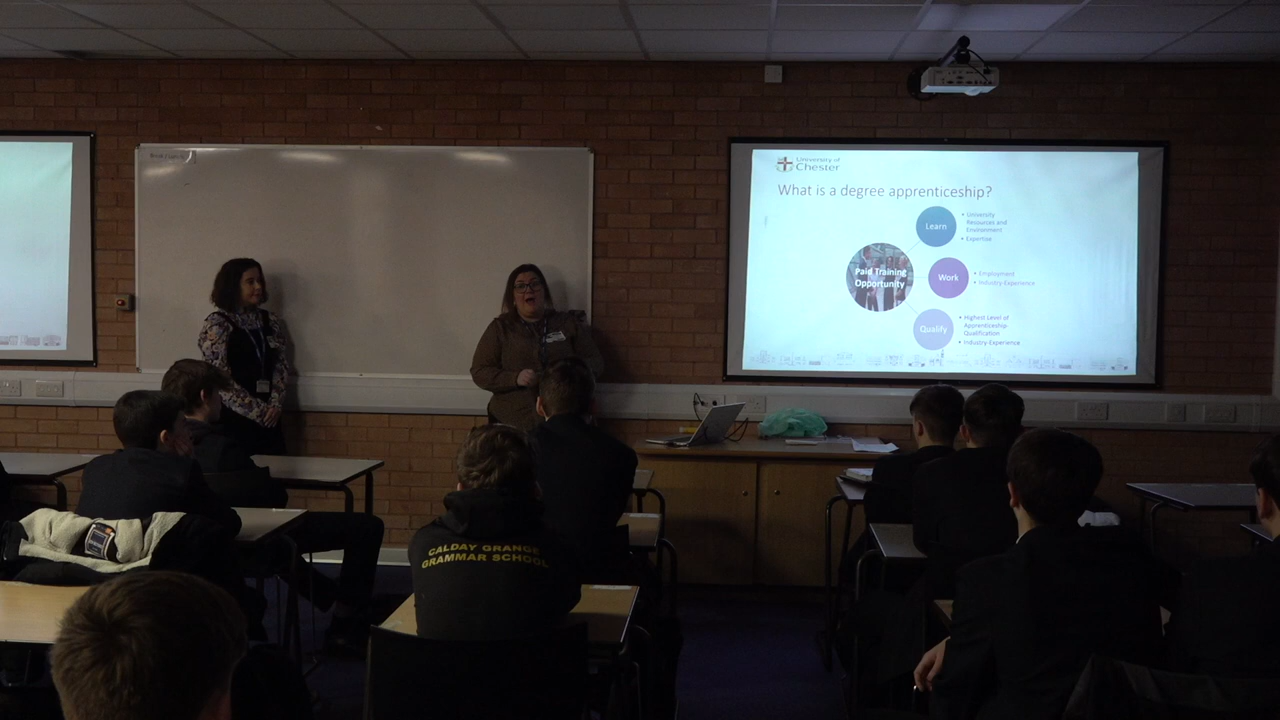 University of
Chester
What is a degree apprenticeship?
Learn
• University
Resources and
Environment
• Expertise
Paid Training
Opportunity
Work
• Employment
• Industry Experience
Qualify
• Highest Level of
Apprenticeship
Qualification
• Industry Experience
CALDAY GRANGE
GRAMMAR SCHOOL